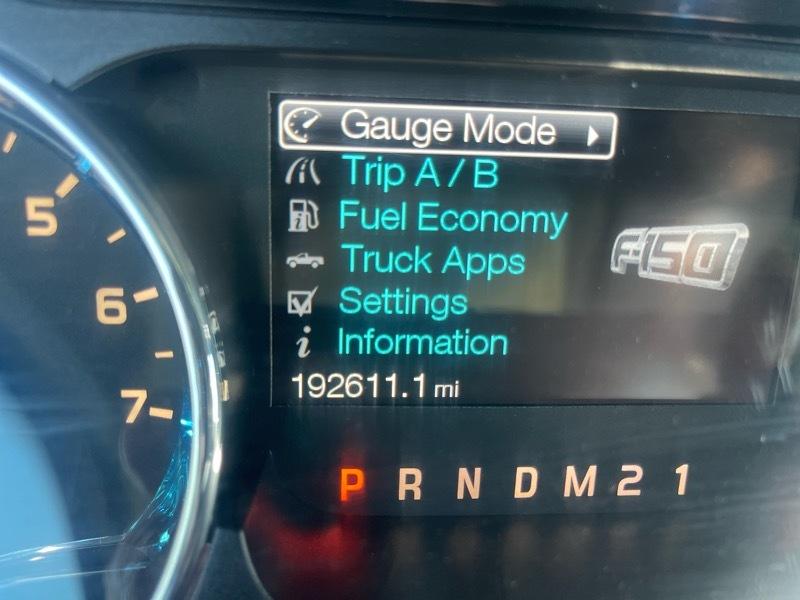 Gauge Mode
5
Trip A / B
Fuel Economy
F-150
Truck Apps
6
Settings
Information
192611.1 mi
7
P R N D M 2 1